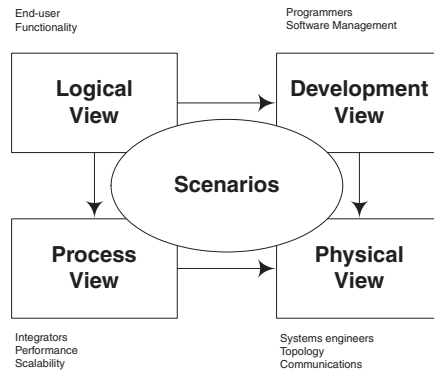 End-user
Functionality
Programmers
Software Management
Logical
View
Development
View
Scenarios
Process
View
Physical
View
Integrators
Performance
Scalability
Systems engineers
Topology
Communications